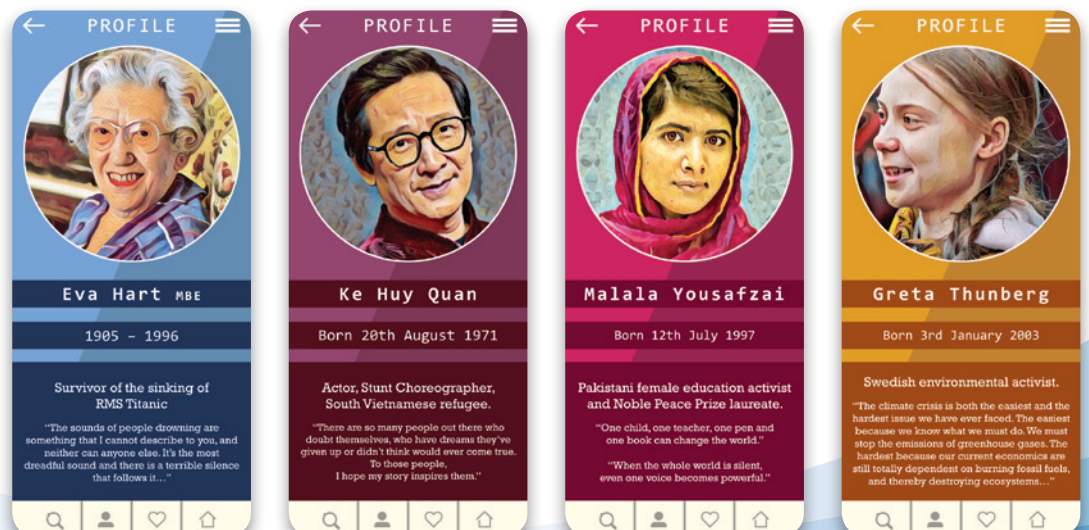 PROFILE
Eva Hart MBE
1905 – 1996
Survivor of the sinking of
RMS Titanic
“The sounds of people drowning are
something that I cannot describe to you, and
neither can anyone else. It’s the most
dreadful sound and there is a terrible silence
that follows it…”
PROFILE
Ke Huy Quan
Born 20th August 1971
Actor, Stunt Choreographer,
South Vietnamese refugee.
“There are so many people out there who
doubt themselves, who have dreams they’ve
given up or didn’t think would ever come true.
To those people,
I hope my story inspires them.”
PROFILE
Malala Yousafzai
Born 12th July 1997
Pakistani female education activist
and Noble Peace Prize laureate.
“One child, one teacher, one pen and
one book can change the world.”
“When the whole world is silent,
even one voice becomes powerful.”
PROFILE
Greta Thunberg
Born 3rd January 2003
Swedish environmental activist.
“The climate crisis is both the easiest and the
hardest issue we have ever faced. The easiest
because we know what we must do. We must
stop the emissions of greenhouse gases. The
hardest because our current economics are
still totally dependent on burning fossil fuels,
and thereby destroying ecosystems…”